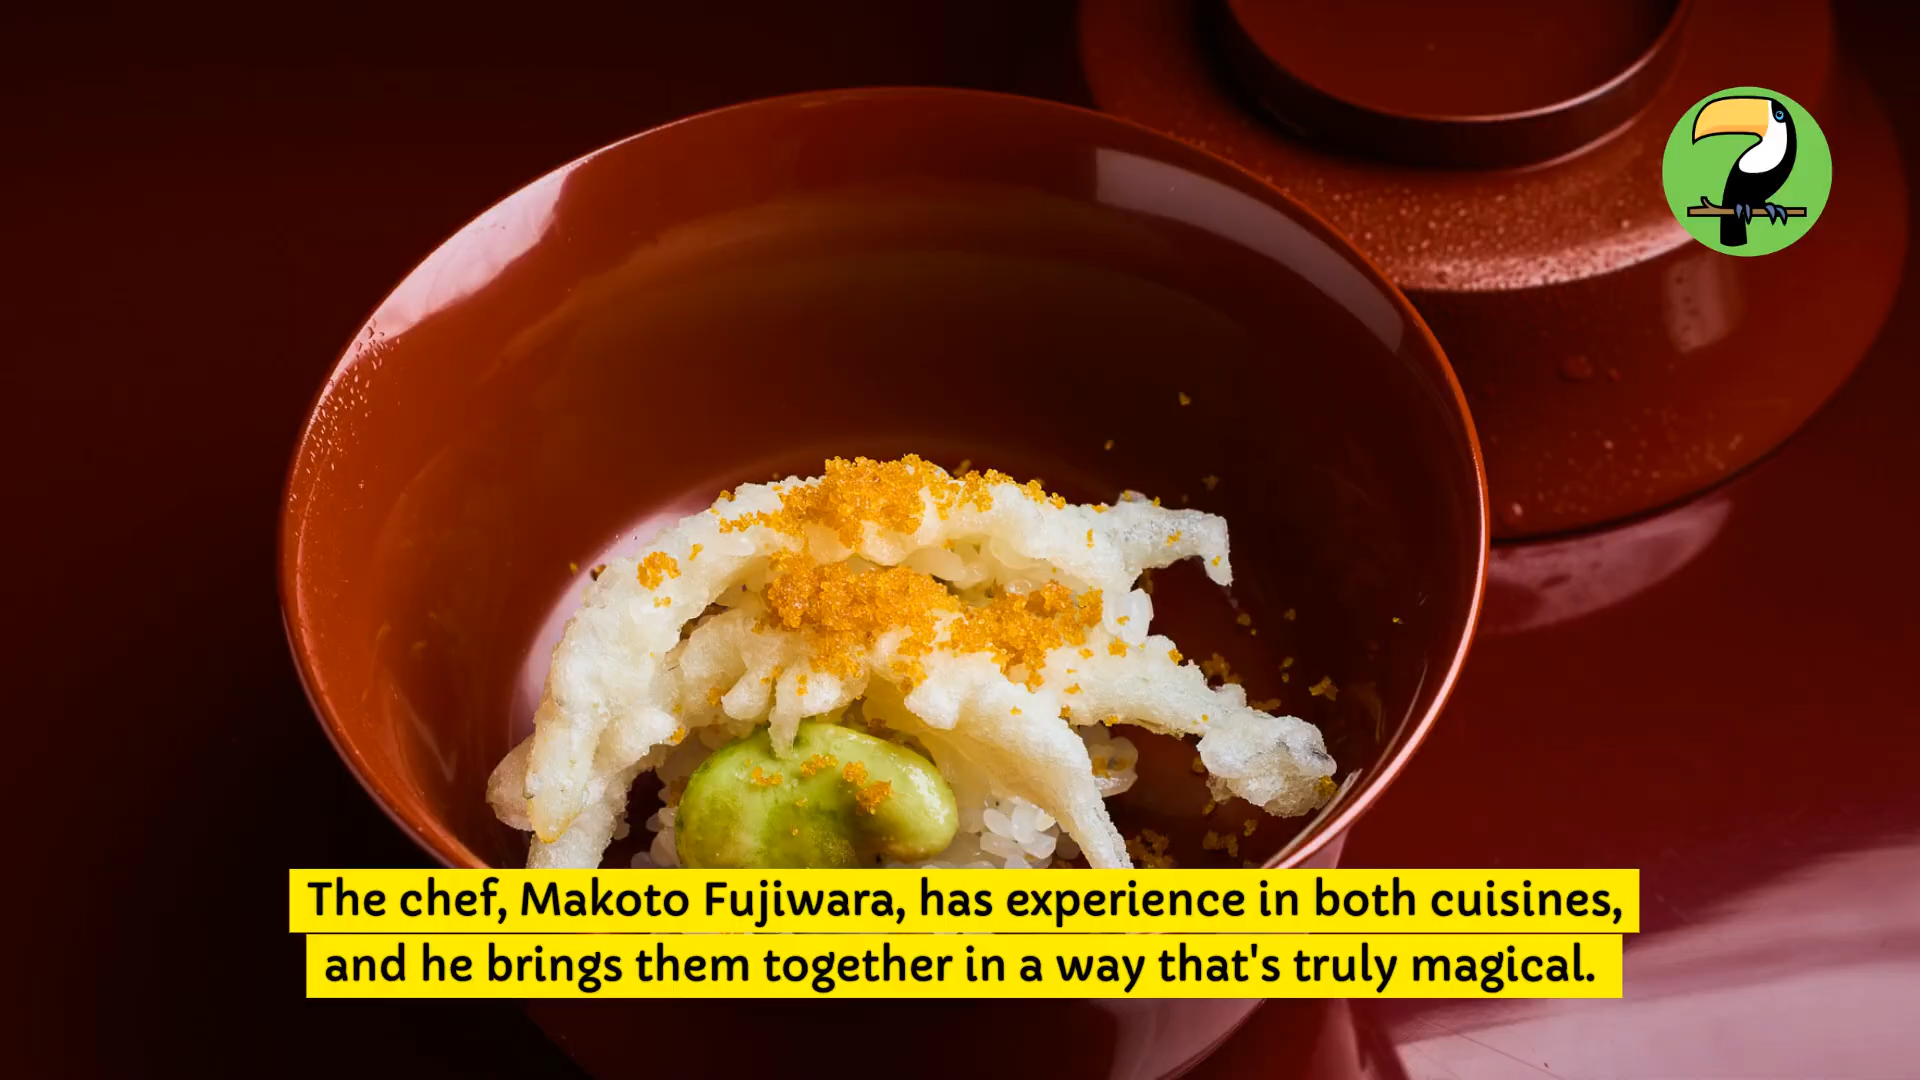 The chef, Makoto Fujiwara, has experience in both cuisines,
and he brings them together in a way that's truly magical.